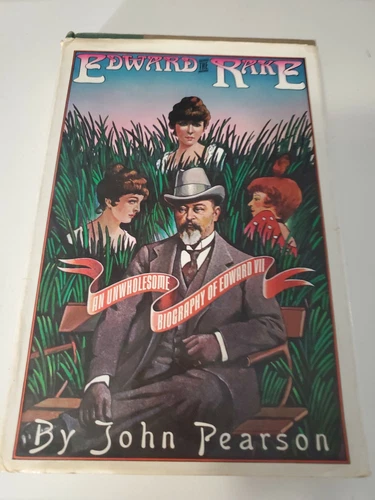 EDWARD THE RAKE
AN UNWHOLESOME
BIOGRAPHY OF EDWARD VII
By John Pearson